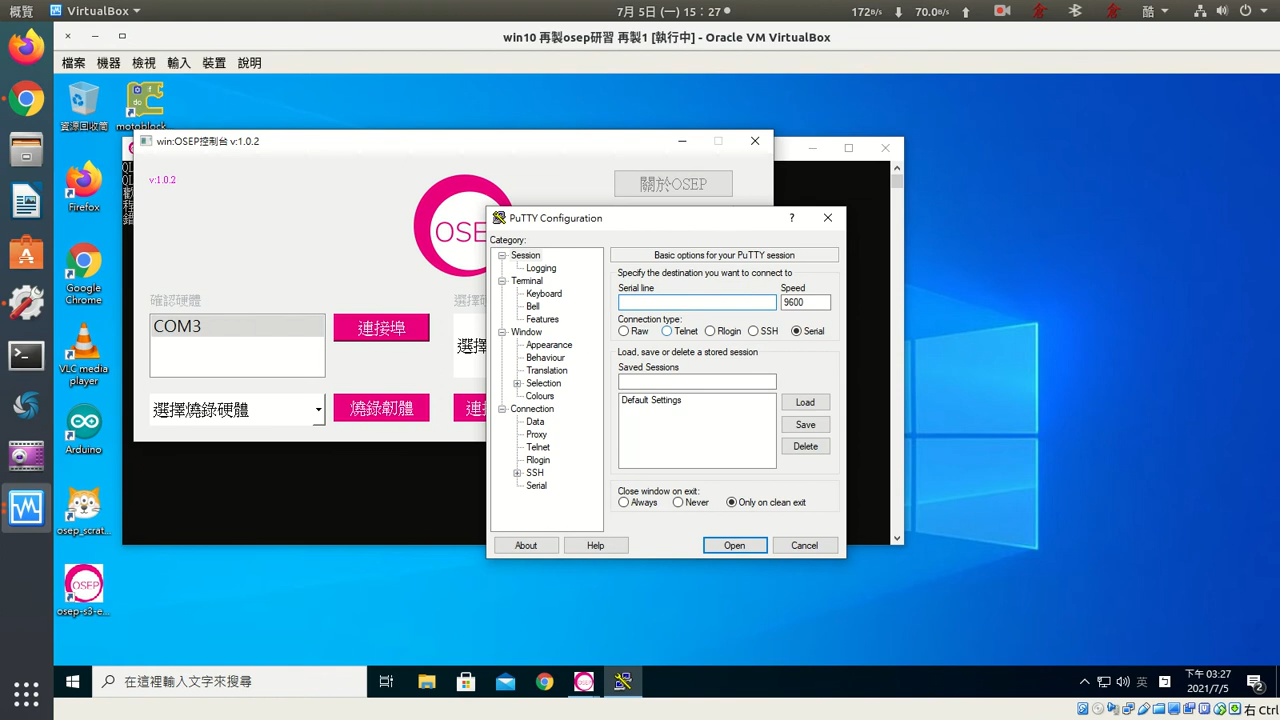 概覽
VirtualBox
7月 5日 (一) 15∶27
172B/s
70.0B/s
酷
win10 再製osep研習 再製1 [執行中] - Oracle VM VirtualBox
檔案
機器
檢視
輸入
裝置
說明
資源回收筒
motoblock
Firefox
Google Chrome
VLC media player
Arduino
osep_scrat...
OSEP
osep-s3-e...
win:OSEP控制台 v:1.0.2
v:1.0.2
關於OSEP
確認硬體
COM3
連接埠
選擇燒錄硬體
燒錄韌體
PuTTY Configuration
?
Category:
Session
Logging
Terminal
Keyboard
Bell
Features
Window
Appearance
Behaviour
Translation
Selection
Colours
Connection
Data
Proxy
Telnet
Rlogin
SSH
Serial
Basic options for your PuTTY session
Specify the destination you want to connect to
Serial line
Speed
9600
Connection type:
Raw
Telnet
Rlogin
SSH
Serial
Load, save or delete a stored session
Saved Sessions
Default Settings
Load
Save
Delete
Close window on exit:
Always
Never
Only on clean exit
About
Help
Open
Cancel
在這裡輸入文字來搜尋
英
下午 03:27
2021/7/5
2
右 Ctrl